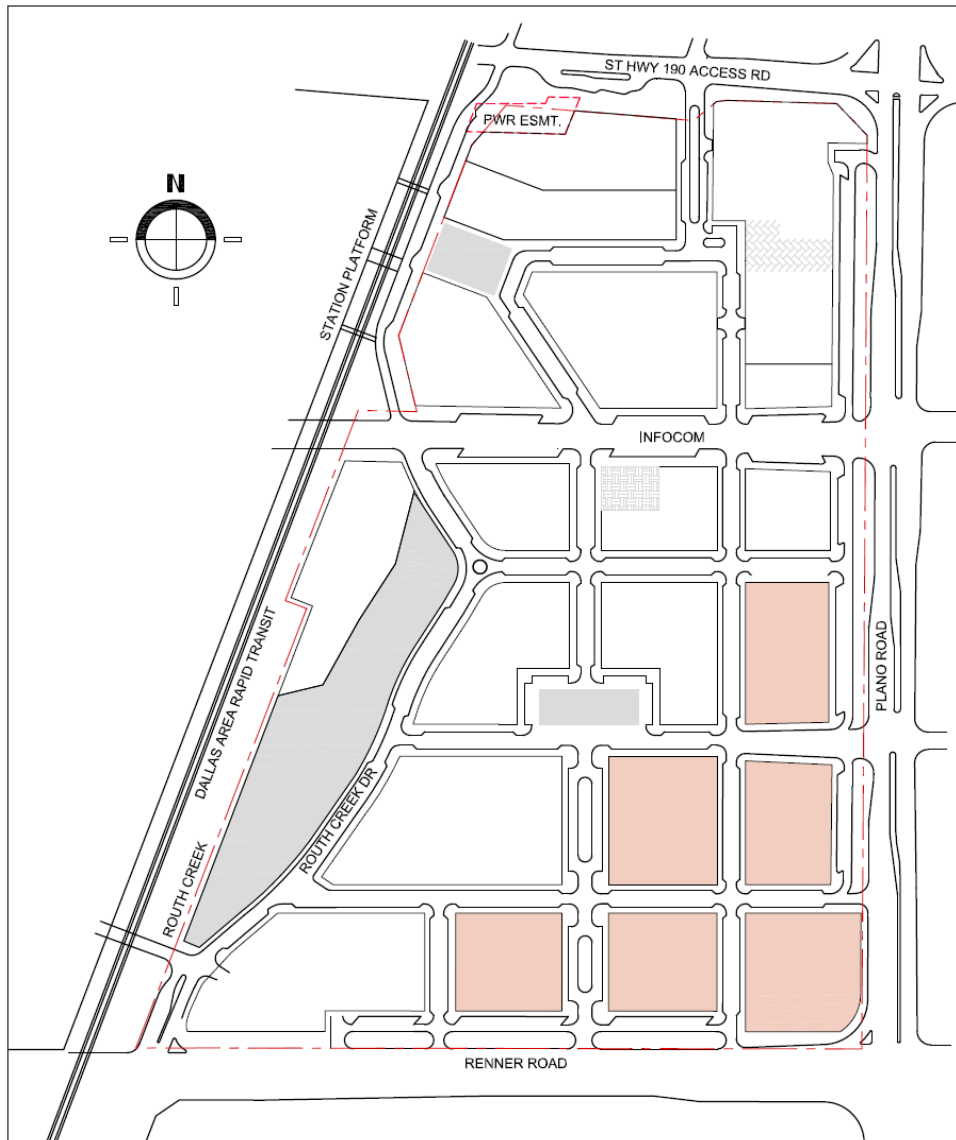 ST HWY 190 ACCESS RD
PWR ESMT.
N
STATION PLATFORM
INFOCOM
DALLAS AREA RAPID TRANSIT
PLANO ROAD
ROUTH CREEK DR
ROUTH CREEK
RENNER ROAD